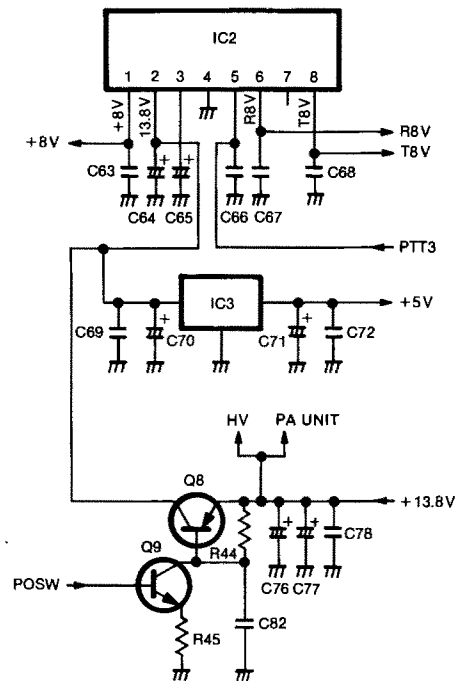 IC2
1 2 3 4 5 6 7 8
+8V 13.8V R8V T8V
+8V
R8V
T8V
C63 C64 C65 C66 C67 C68
+ +
PTT3
IC3
+5V
C69 C70 C71 C72
+ +
HV PA UNIT
Q8
+13.8V
R44
+ +
C76 C77 C78
Q9
POSW
R45
C82